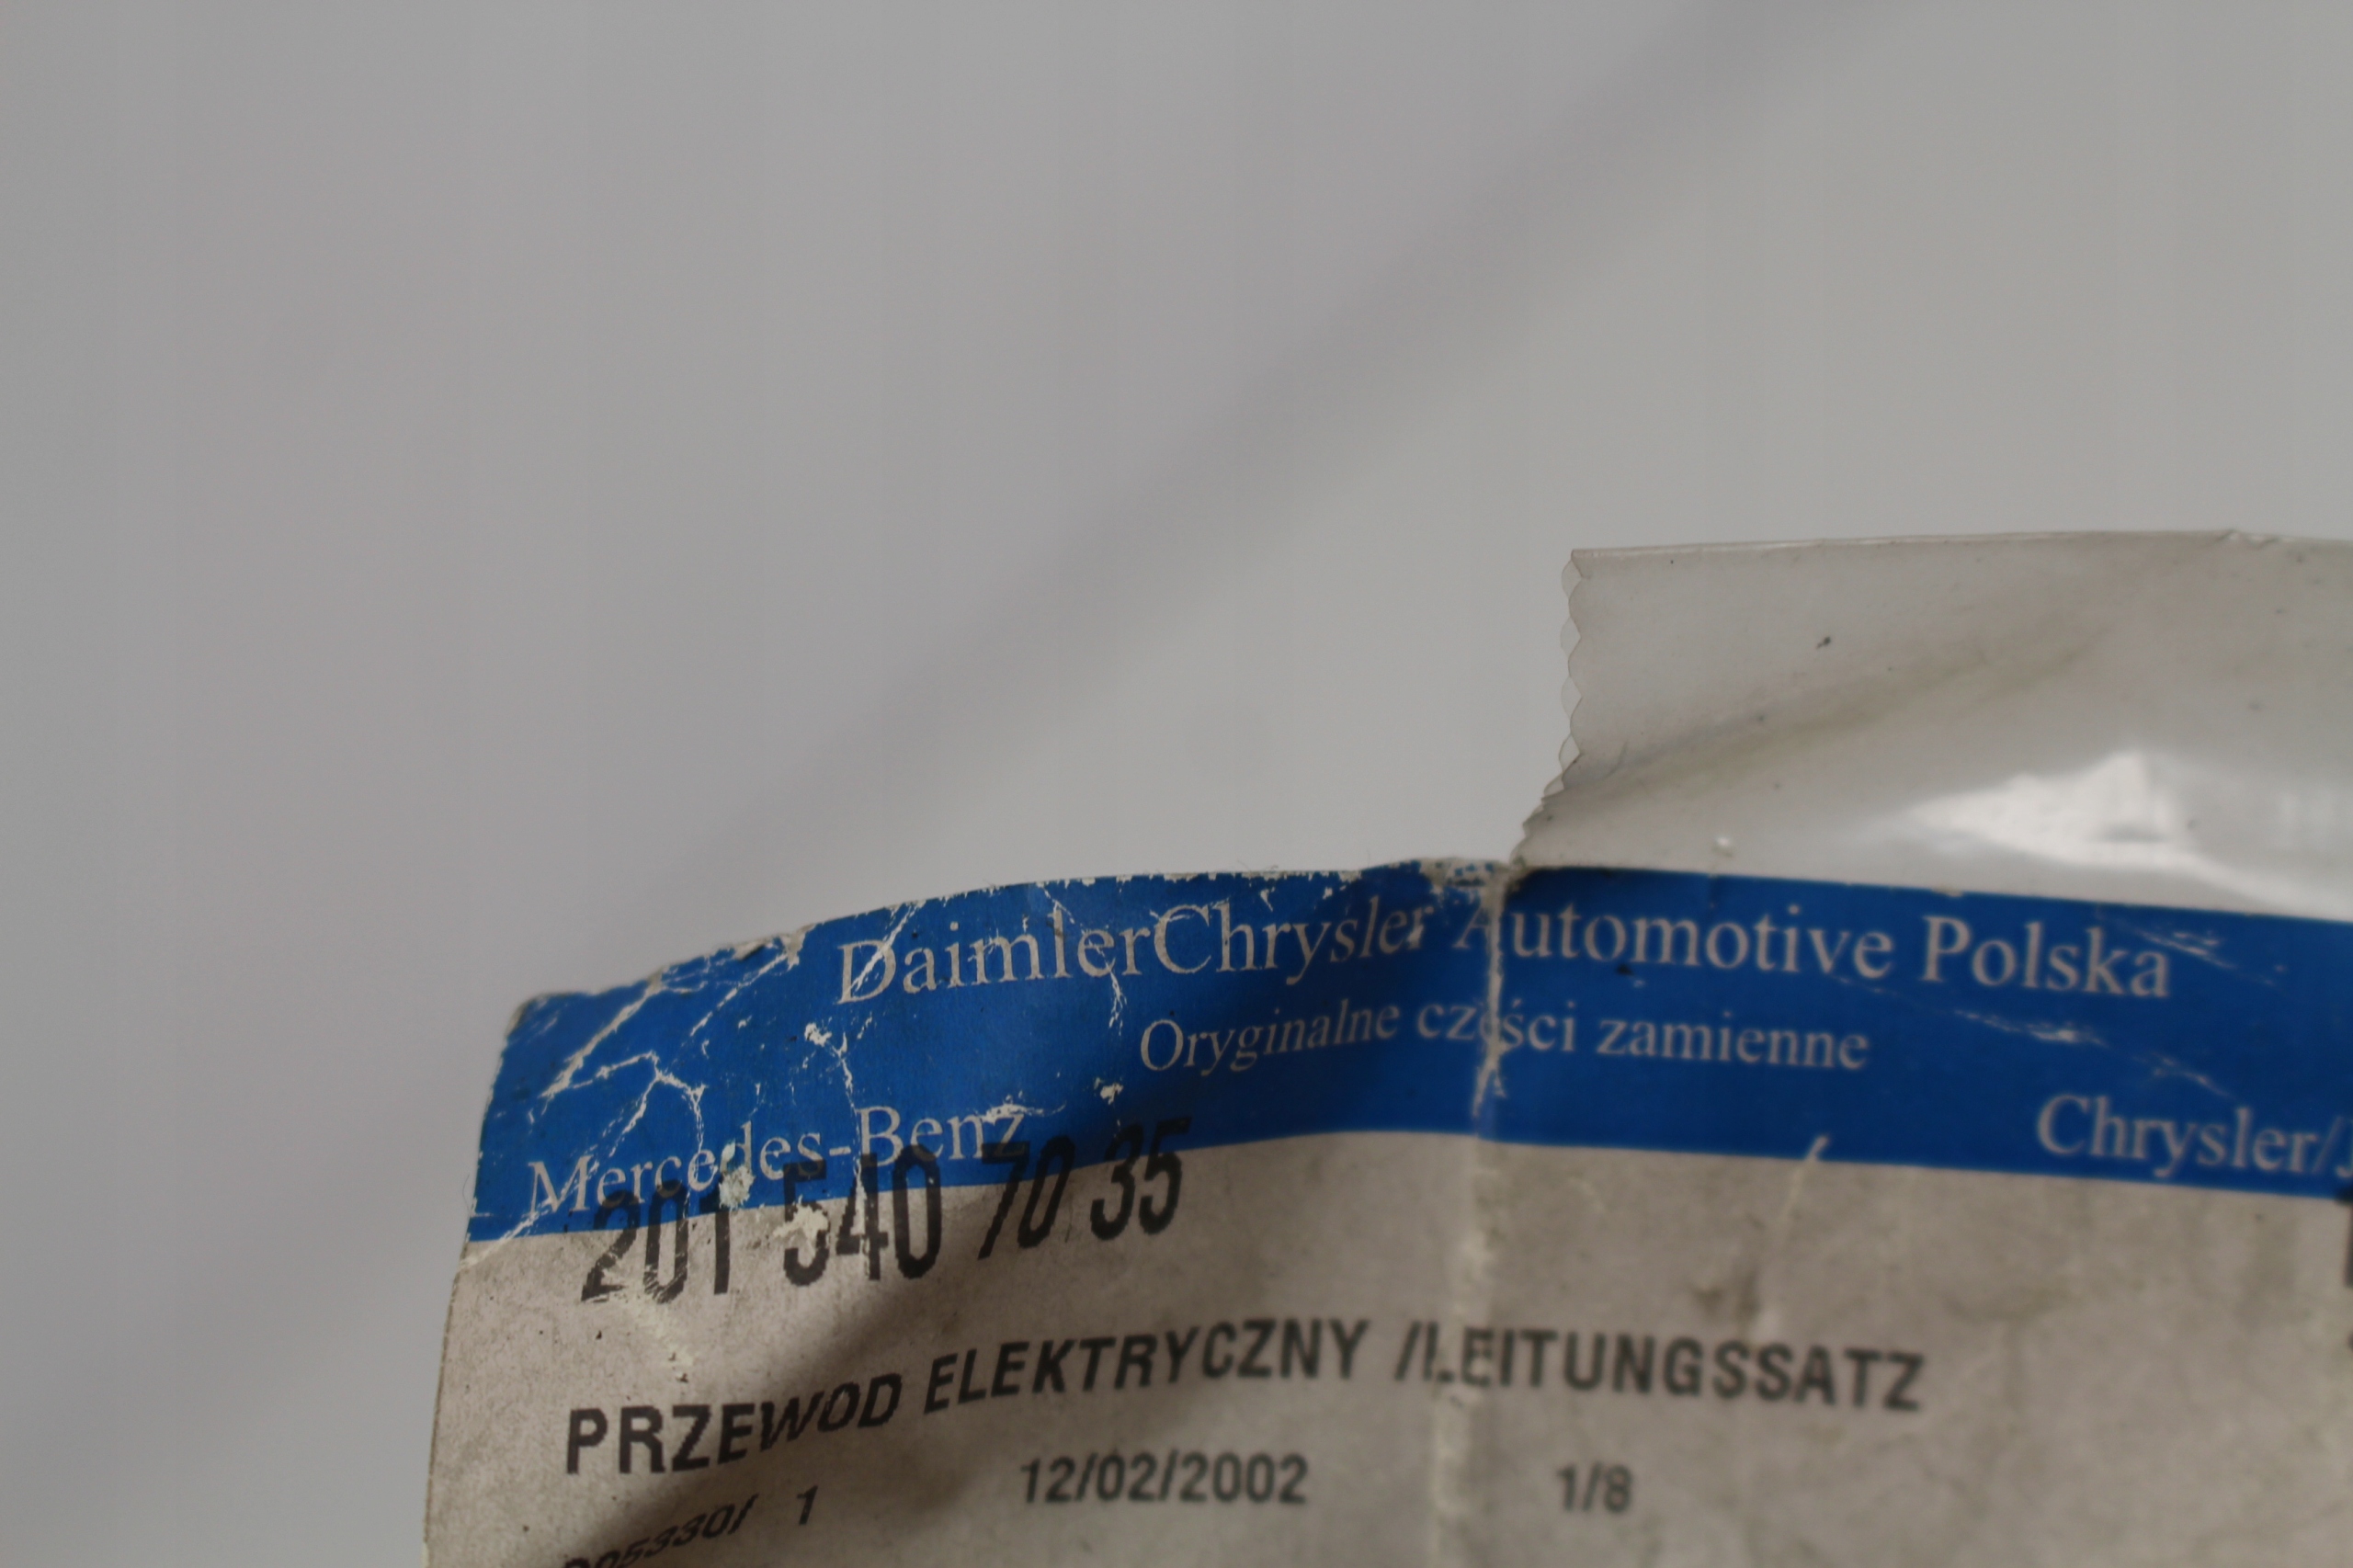 DaimlerChrysler Automotive Polska
Oryginalne części zamienne
Mercedes-Benz
Chrysler/J
201 540 70 35
PRZEWOD ELEKTRYCZNY /LEITUNGSSATZ
1 12/02/2002 1/8